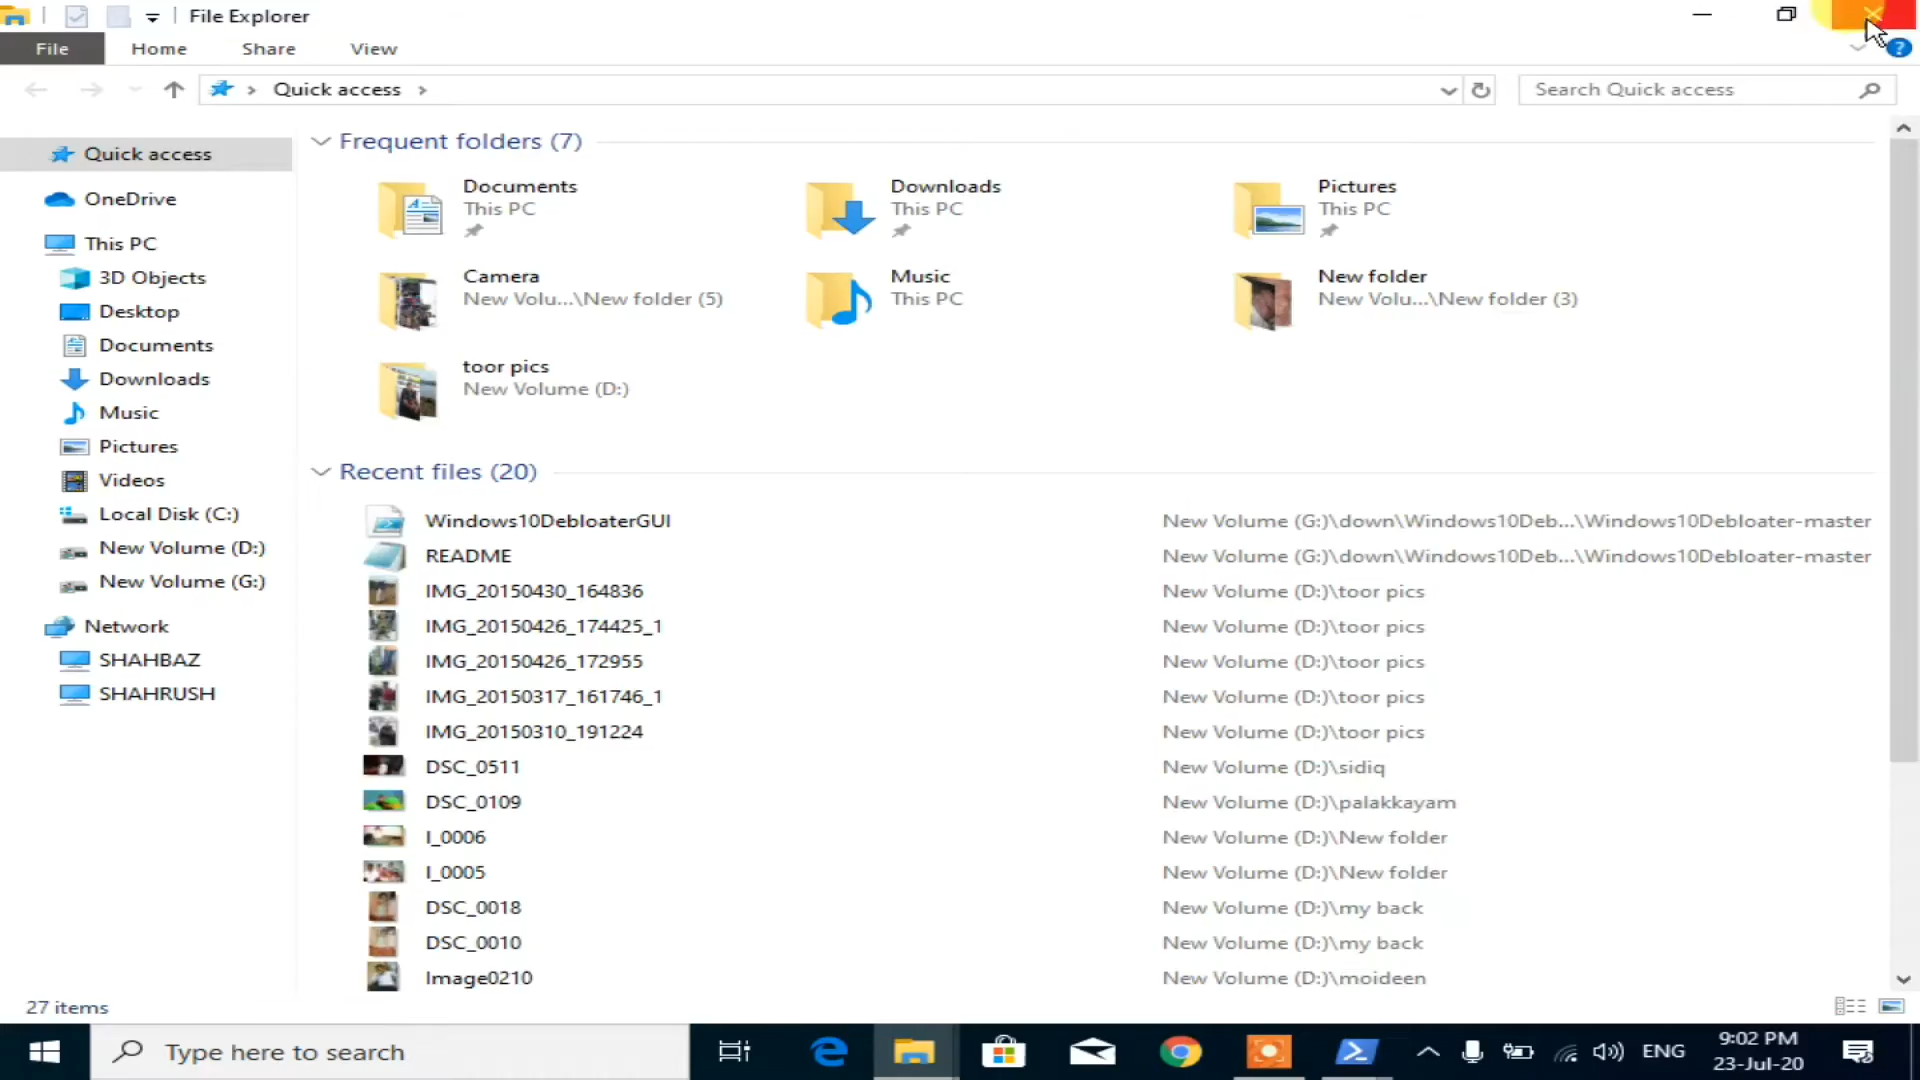 File Explorer
File Home Share View
Quick access
Search Quick access
Quick access
OneDrive
This PC
3D Objects
Desktop
Documents
Downloads
Music
Pictures
Videos
Local Disk (C:)
New Volume (D:)
New Volume (G:)
Network
SHAHBAZ
SHAHRUSH
Frequent folders (7)
Documents
This PC
Downloads
This PC
Pictures
This PC
Camera
New Volu...\New folder (5)
Music
This PC
New folder
New Volu...\New folder (3)
toor pics
New Volume (D:)
Recent files (20)
Windows10DebloaterGUI New Volume (G:)\down\Windows10Deb...\Windows10Debloater-master
README New Volume (G:)\down\Windows10Deb...\Windows10Debloater-master
IMG_20150430_164836 New Volume (D:)\toor pics
IMG_20150426_174425_1 New Volume (D:)\toor pics
IMG_20150426_172955 New Volume (D:)\toor pics
IMG_20150317_161746_1 New Volume (D:)\toor pics
IMG_20150310_191224 New Volume (D:)\toor pics
DSC_0511 New Volume (D:)\sidiq
DSC_0109 New Volume (D:)\palakkayam
I_0006 New Volume (D:)\New folder
I_0005 New Volume (D:)\New folder
DSC_0018 New Volume (D:)\my back
DSC_0010 New Volume (D:)\my back
Image0210 New Volume (D:)\moideen
27 items
Type here to search
ENG
9:02 PM
23-Jul-20